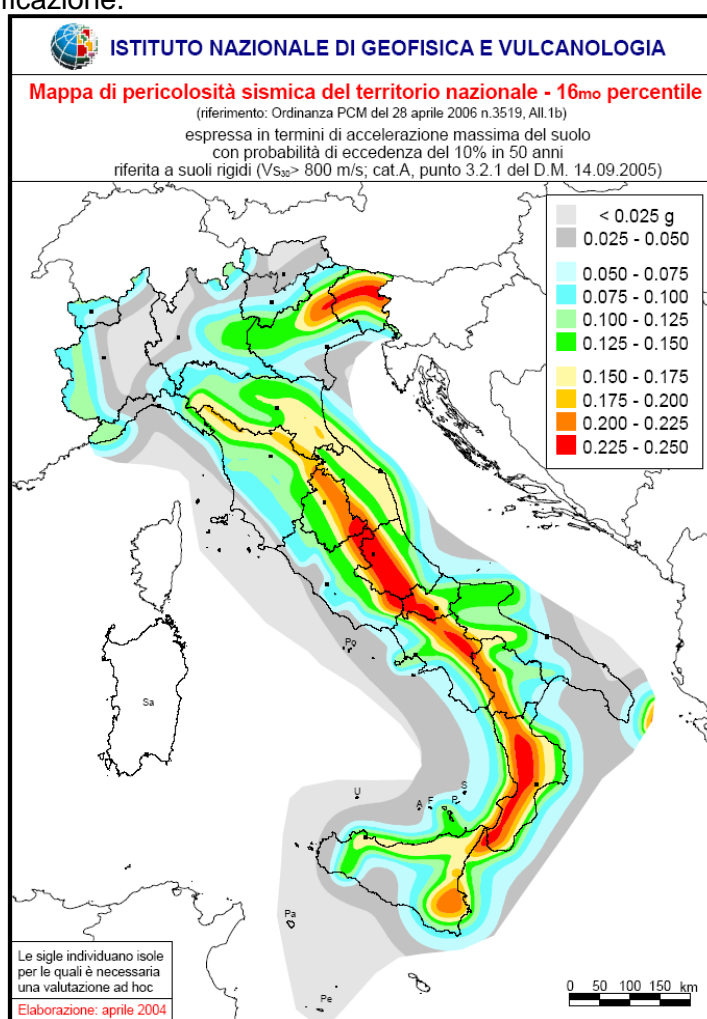 ficazione.
ISTITUTO NAZIONALE DI GEOFISICA E VULCANOLOGIA
Mappa di pericolosità sismica del territorio nazionale - 16mo percentile
(riferimento: Ordinanza PCM del 28 aprile 2006 n.3519, All.1b)
espressa in termini di accelerazione massima del suolo
con probabilità di eccedenza del 10% in 50 anni
riferita a suoli rigidi (Vs30> 800 m/s; cat.A, punto 3.2.1 del D.M. 14.09.2005)
< 0.025 g
0.025 - 0.050
0.050 - 0.075
0.075 - 0.100
0.100 - 0.125
0.125 - 0.150
0.150 - 0.175
0.175 - 0.200
0.200 - 0.225
0.225 - 0.250
Po
Sa
U
A
F
P
S
Pa
Pe
Le sigle individuano isole
per le quali è necessaria
una valutazione ad hoc
Elaborazione: aprile 2004
0 50 100 150 km